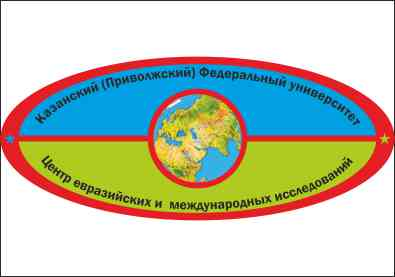 Казанский (Приволжский) Федеральный университет
Центр евразийских и международных исследований